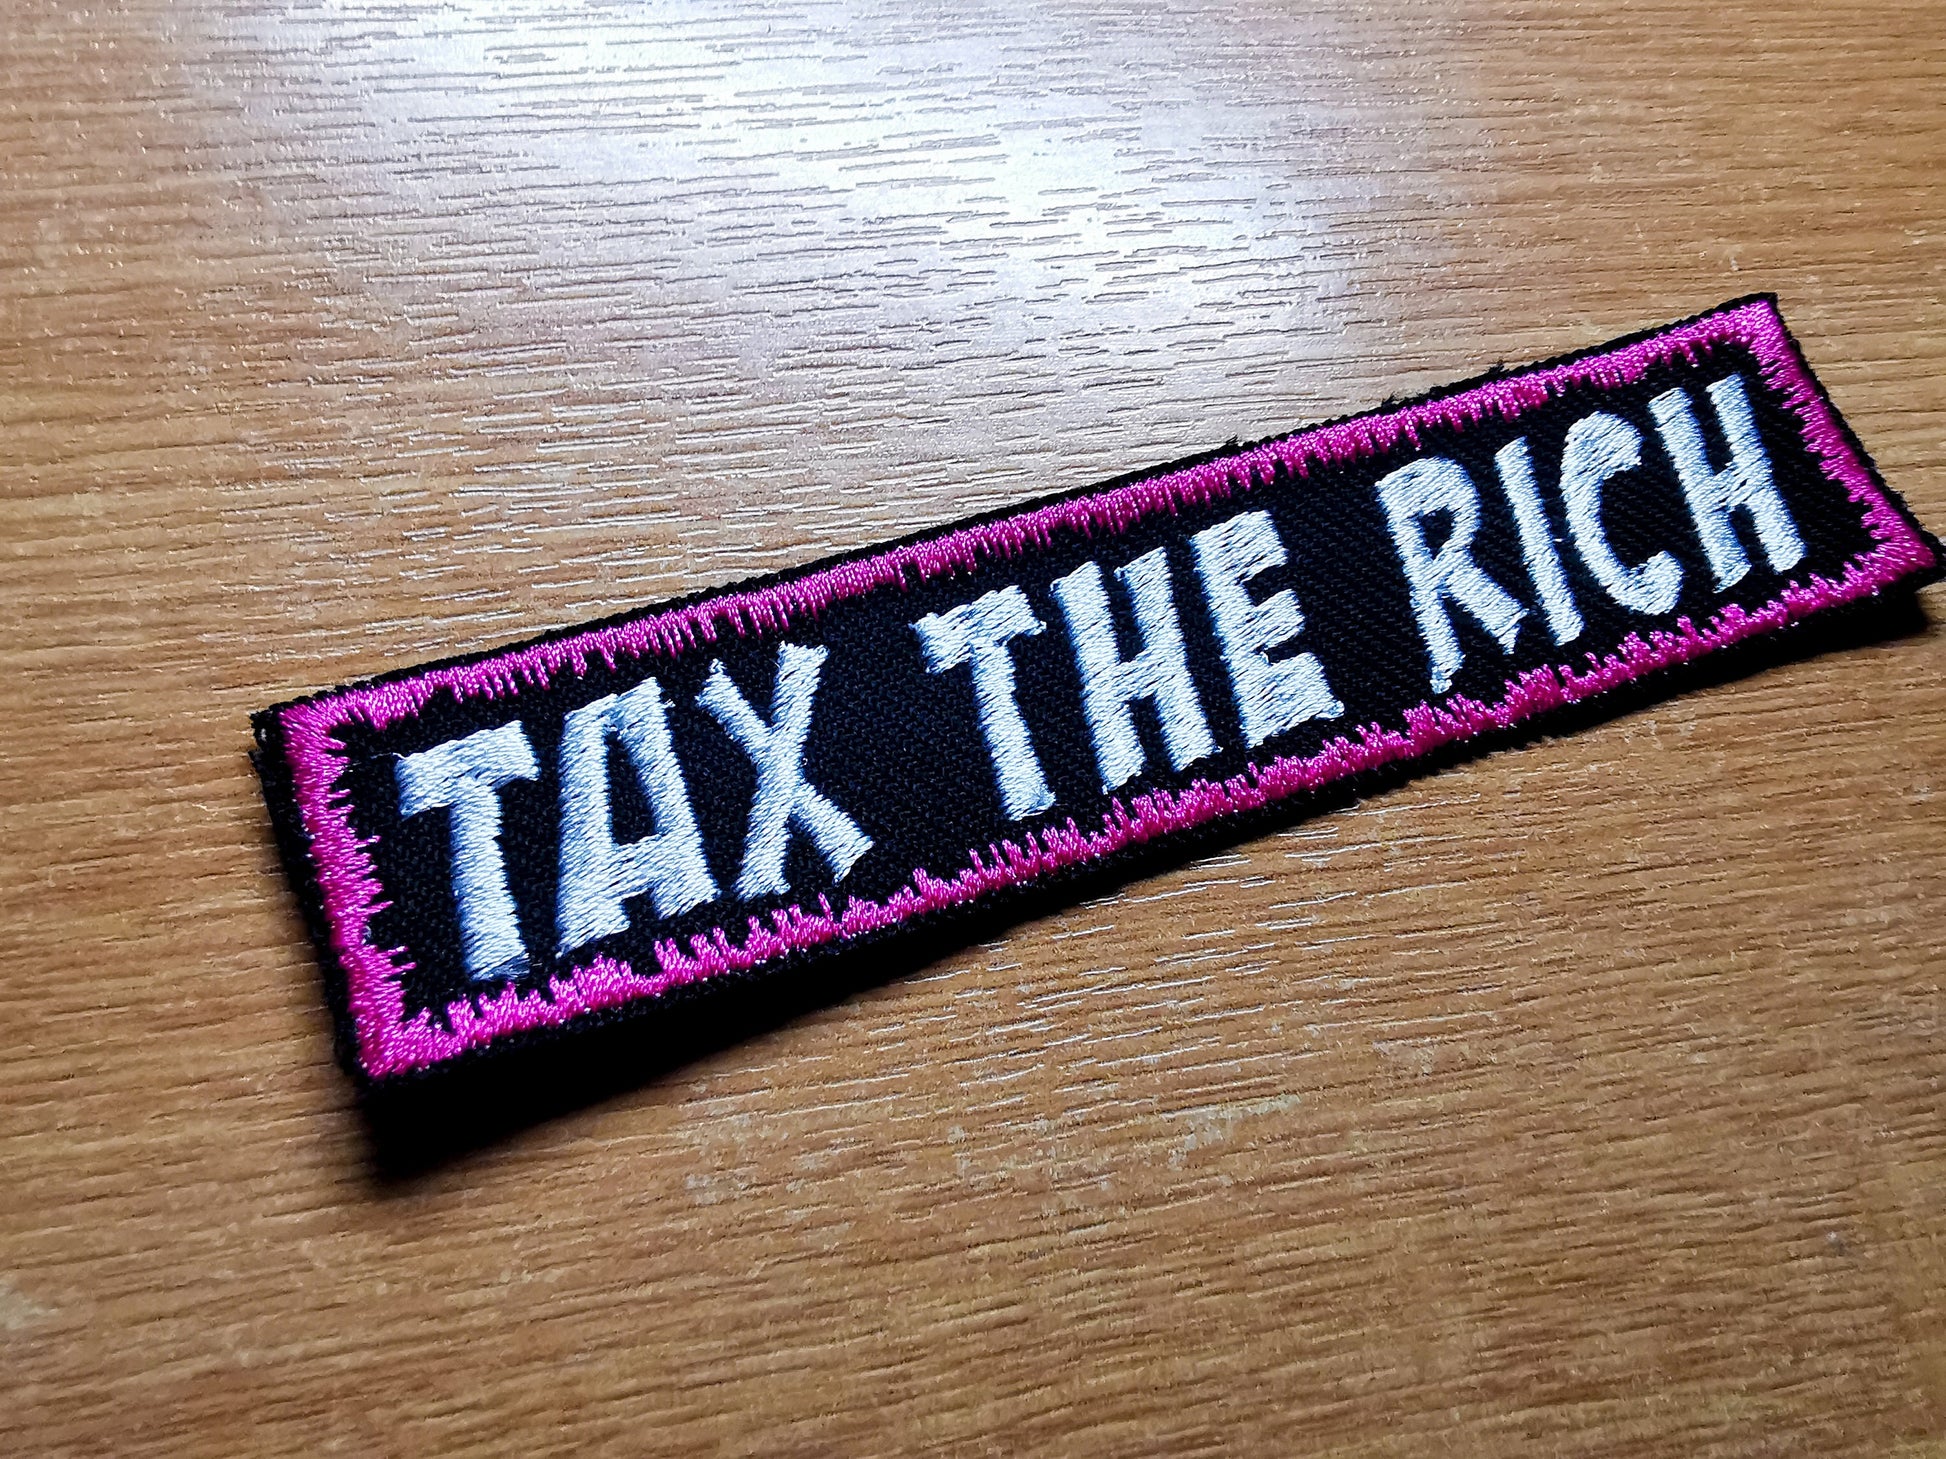 TAX THE RICH